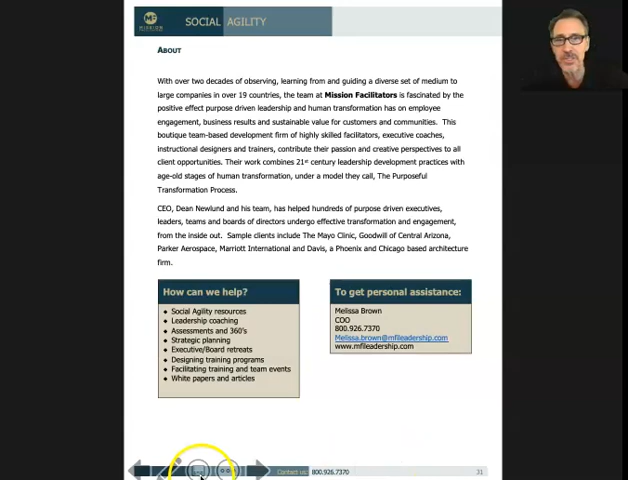 MF
MISSION
SOCIAL AGILITY
ABOUT
With over two decades of observing, learning from and guiding a diverse set of medium to
large companies in over 19 countries, the team at Mission Facilitators is fascinated by the
positive effect purpose driven leadership and human transformation has on employee
engagement, business results and sustainable value for customers and communities. This
boutique team-based development firm of highly skilled facilitators, executive coaches,
instructional designers and trainers, contribute their passion and creative perspectives to all
client opportunities. Their work combines 21st century leadership development practices with
age-old stages of human transformation, under a model they call, The Purposeful
Transformation Process.
CEO, Dean Newlund and his team, has helped hundreds of purpose driven executives,
leaders, teams and boards of directors undergo effective transformation and engagement,
from the inside out. Sample clients include The Mayo Clinic, Goodwill of Central Arizona,
Parker Aerospace, Marriott International and Davis, a Phoenix and Chicago based architecture
firm.
How can we help?
◆ Social Agility resources
◆ Leadership coaching
◆ Assessments and 360's
◆ Strategic planning
◆ Executive/Board retreats
◆ Designing training programs
◆ Facilitating training and team events
◆ White papers and articles
To get personal assistance:
Melissa Brown
COO
800.926.7370
Melissa.brown@mfileadership.com
www.mfileadership.com
Contact us: 800.926.7370 31